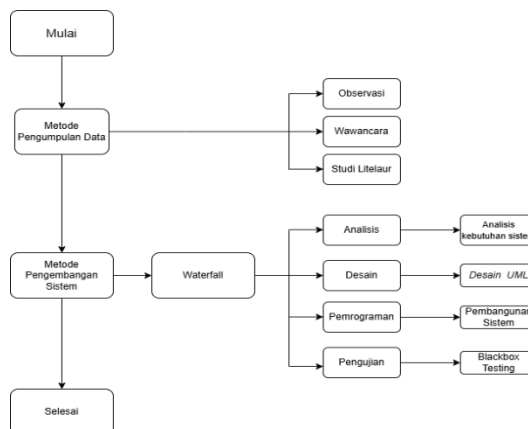 Mulai
Metode
Pengumpulan Data
Observasi
Wawancara
Studi Litelaur
Metode
Pengembangan
Sistem
Waterfall
Analisis
Analisis
kebutuhan sistem
Desain
Desain UML
Pemrograman
Pembangunan
Sistem
Pengujian
Blackbox
Testing
Selesai